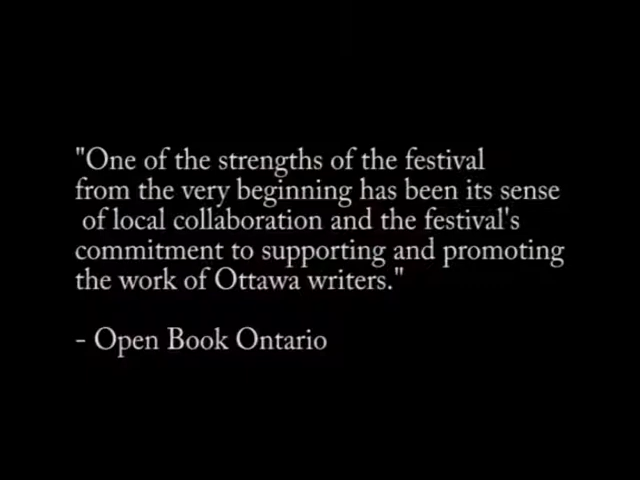 "One of the strengths of the festival
from the very beginning has been its sense
of local collaboration and the festival's
commitment to supporting and promoting
the work of Ottawa writers."
- Open Book Ontario